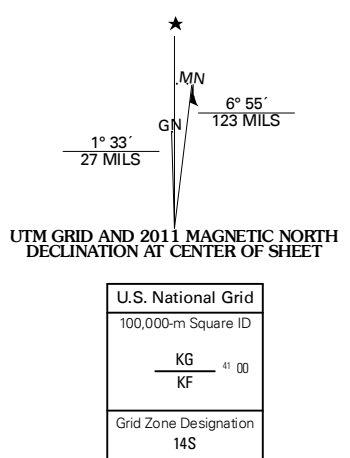 MN
GN
6° 55´
123 MILS
1° 33´
27 MILS
UTM GRID AND 2011 MAGNETIC NORTH
DECLINATION AT CENTER OF SHEET
U.S. National Grid
100,000-m Square ID
KG
41 00
KF
Grid Zone Designation
14S